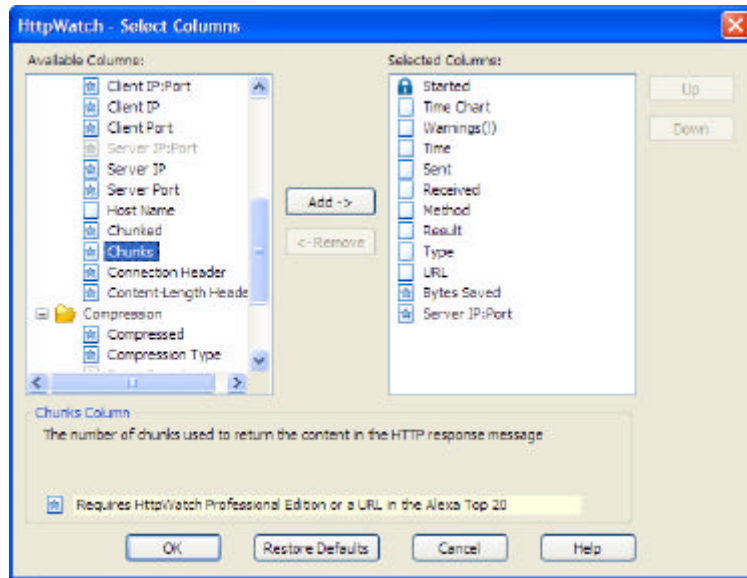 HttpWatch - Select Columns
Available Columns:
Client IP:Port
Client IP
Client Port
Server IP:Port
Server IP
Server Port
Host Name
Chunked
Chunks
Connection Header
Content-Length Heade
Compression
Compressed
Compression Type
Add ->
<-Remove
Selected Columns:
Started
Time Chart
Warnings(!)
Time
Sent
Received
Method
Result
Type
URL
Bytes Saved
Server IP:Port
Up
Down
Chunks Column
The number of chunks used to return the content in the HTTP response message
Requires HttpWatch Professional Edition or a URL in the Alexa Top 20
OK
Restore Defaults
Cancel
Help